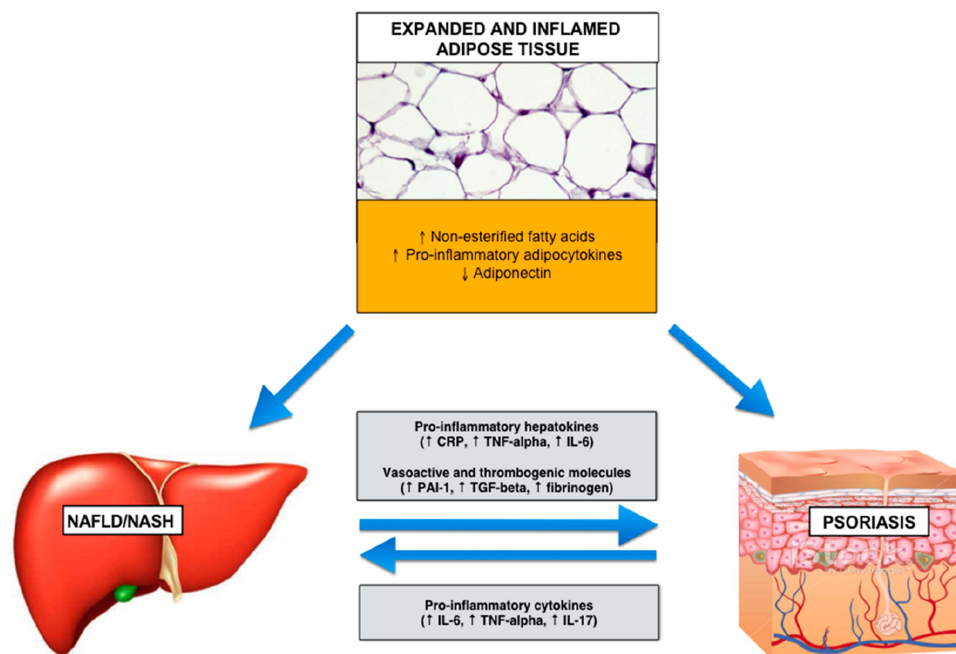 EXPANDED AND INFLAMED
ADIPOSE TISSUE
↑ Non-esterified fatty acids
↑ Pro-inflammatory adipocytokines
↓ Adiponectin
Pro-inflammatory hepatokines
(↑ CRP, ↑ TNF-alpha, ↑ IL-6)
Vasoactive and thrombogenic molecules
(↑ PAI-1, ↑ TGF-beta, ↑ fibrinogen)
NAFLD/NASH
PSORIASIS
Pro-inflammatory cytokines
(↑ IL-6, ↑ TNF-alpha, ↑ IL-17)